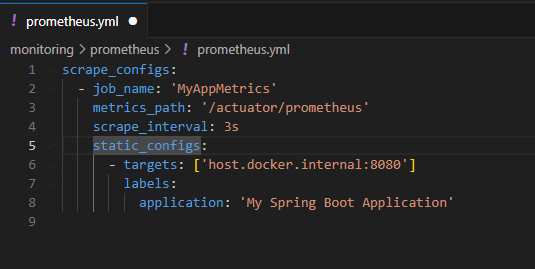 ! prometheus.yml ●
monitoring > prometheus > ! prometheus.yml
1 scrape_configs:
2   - job_name: 'MyAppMetrics'
3     metrics_path: '/actuator/prometheus'
4     scrape_interval: 3s
5     static_configs:
6       - targets: ['host.docker.internal:8080']
7         labels:
8           application: 'My Spring Boot Application'
9